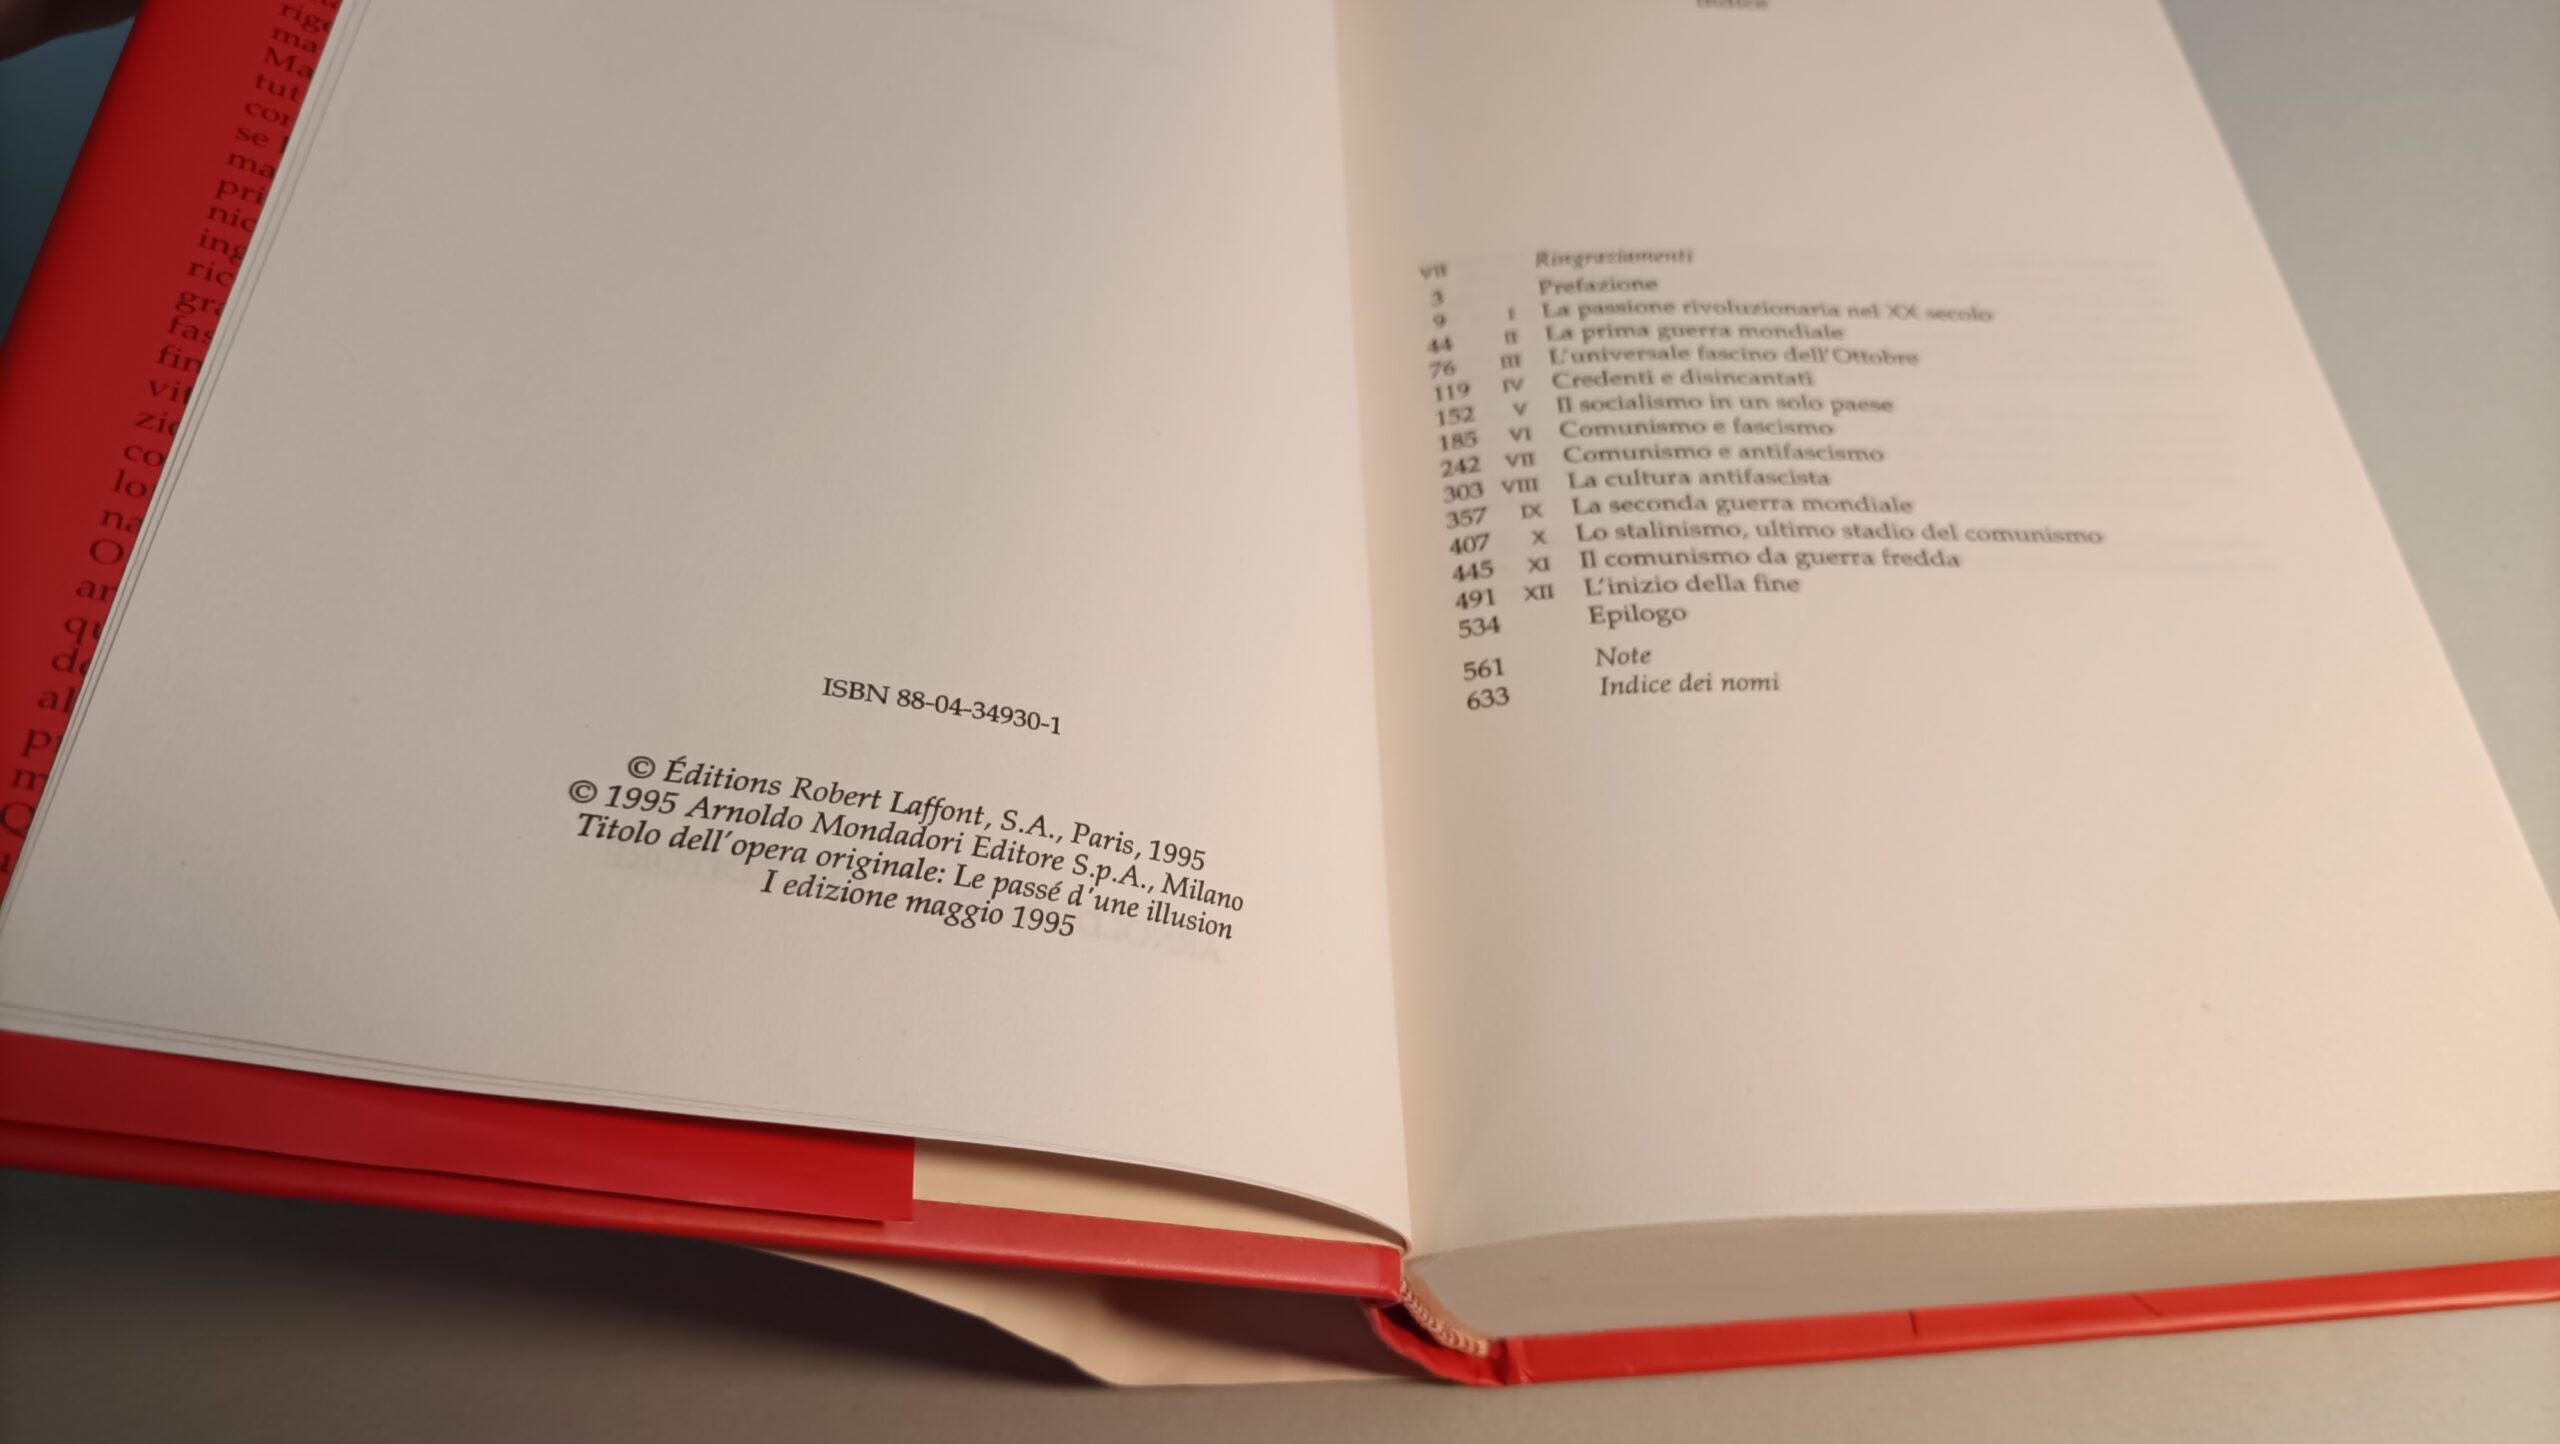 ISBN 88-04-34930-1
© Éditions Robert Laffont, S.A., Paris, 1995
© 1995 Arnoldo Mondadori Editore S.p.A., Milano
Titolo dell'opera originale: Le passé d'une illusion
I edizione maggio 1995
Indice
VII Ringraziamenti
3 Prefazione
9 I La passione rivoluzionaria nel XX secolo
44 II La prima guerra mondiale
76 III L'universale fascino dell'Ottobre
119 IV Credenti e disincantati
152 V Il socialismo in un solo paese
185 VI Comunismo e fascismo
242 VII Comunismo e antifascismo
303 VIII La cultura antifascista
357 IX La seconda guerra mondiale
407 X Lo stalinismo, ultimo stadio del comunismo
445 XI Il comunismo da guerra fredda
491 XII L'inizio della fine
534 Epilogo
561 Note
633 Indice dei nomi